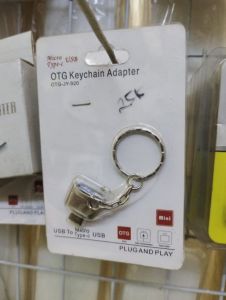 Micro
Type-c USB
OTG Keychain Adapter
OTG-JY-920
25k
OTG
Mini
USB To Micro USB
Type-c
PLUG AND PLAY
PLUG AND PLAY